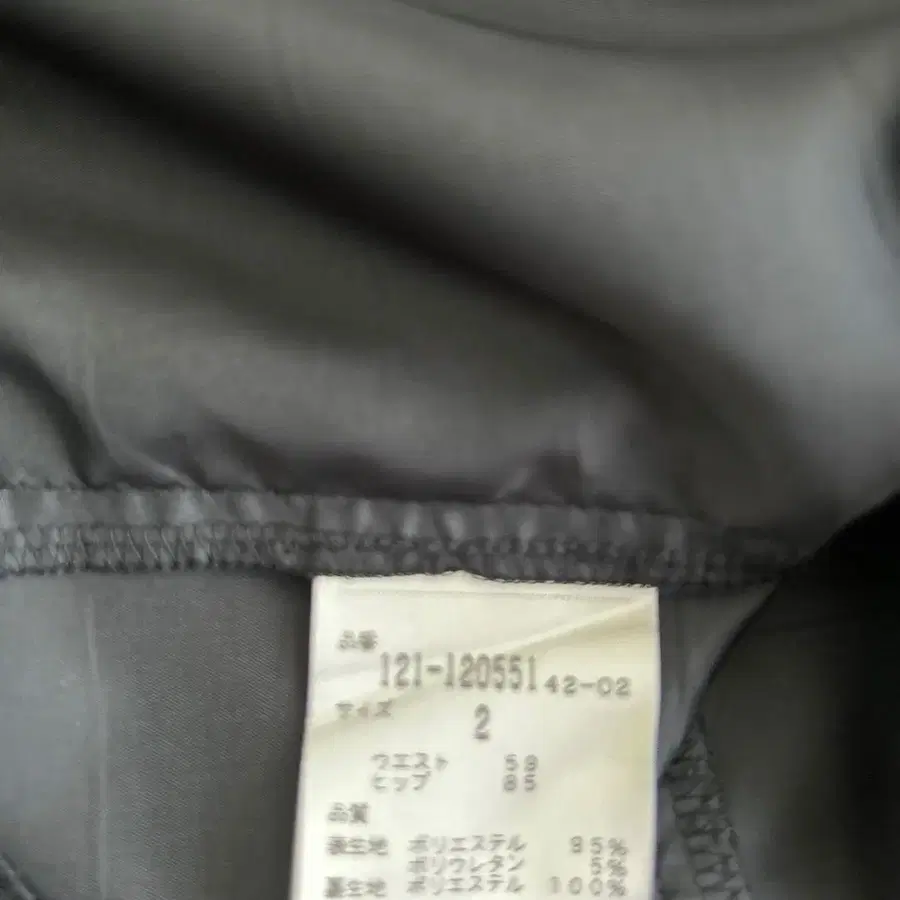 品番
121-120551 42-02
サイズ 2
ウエスト 59
ヒップ 85
品質
表生地 ポリエステル 95%
ポリウレタン 5%
裏生地 ポリエステル 100%